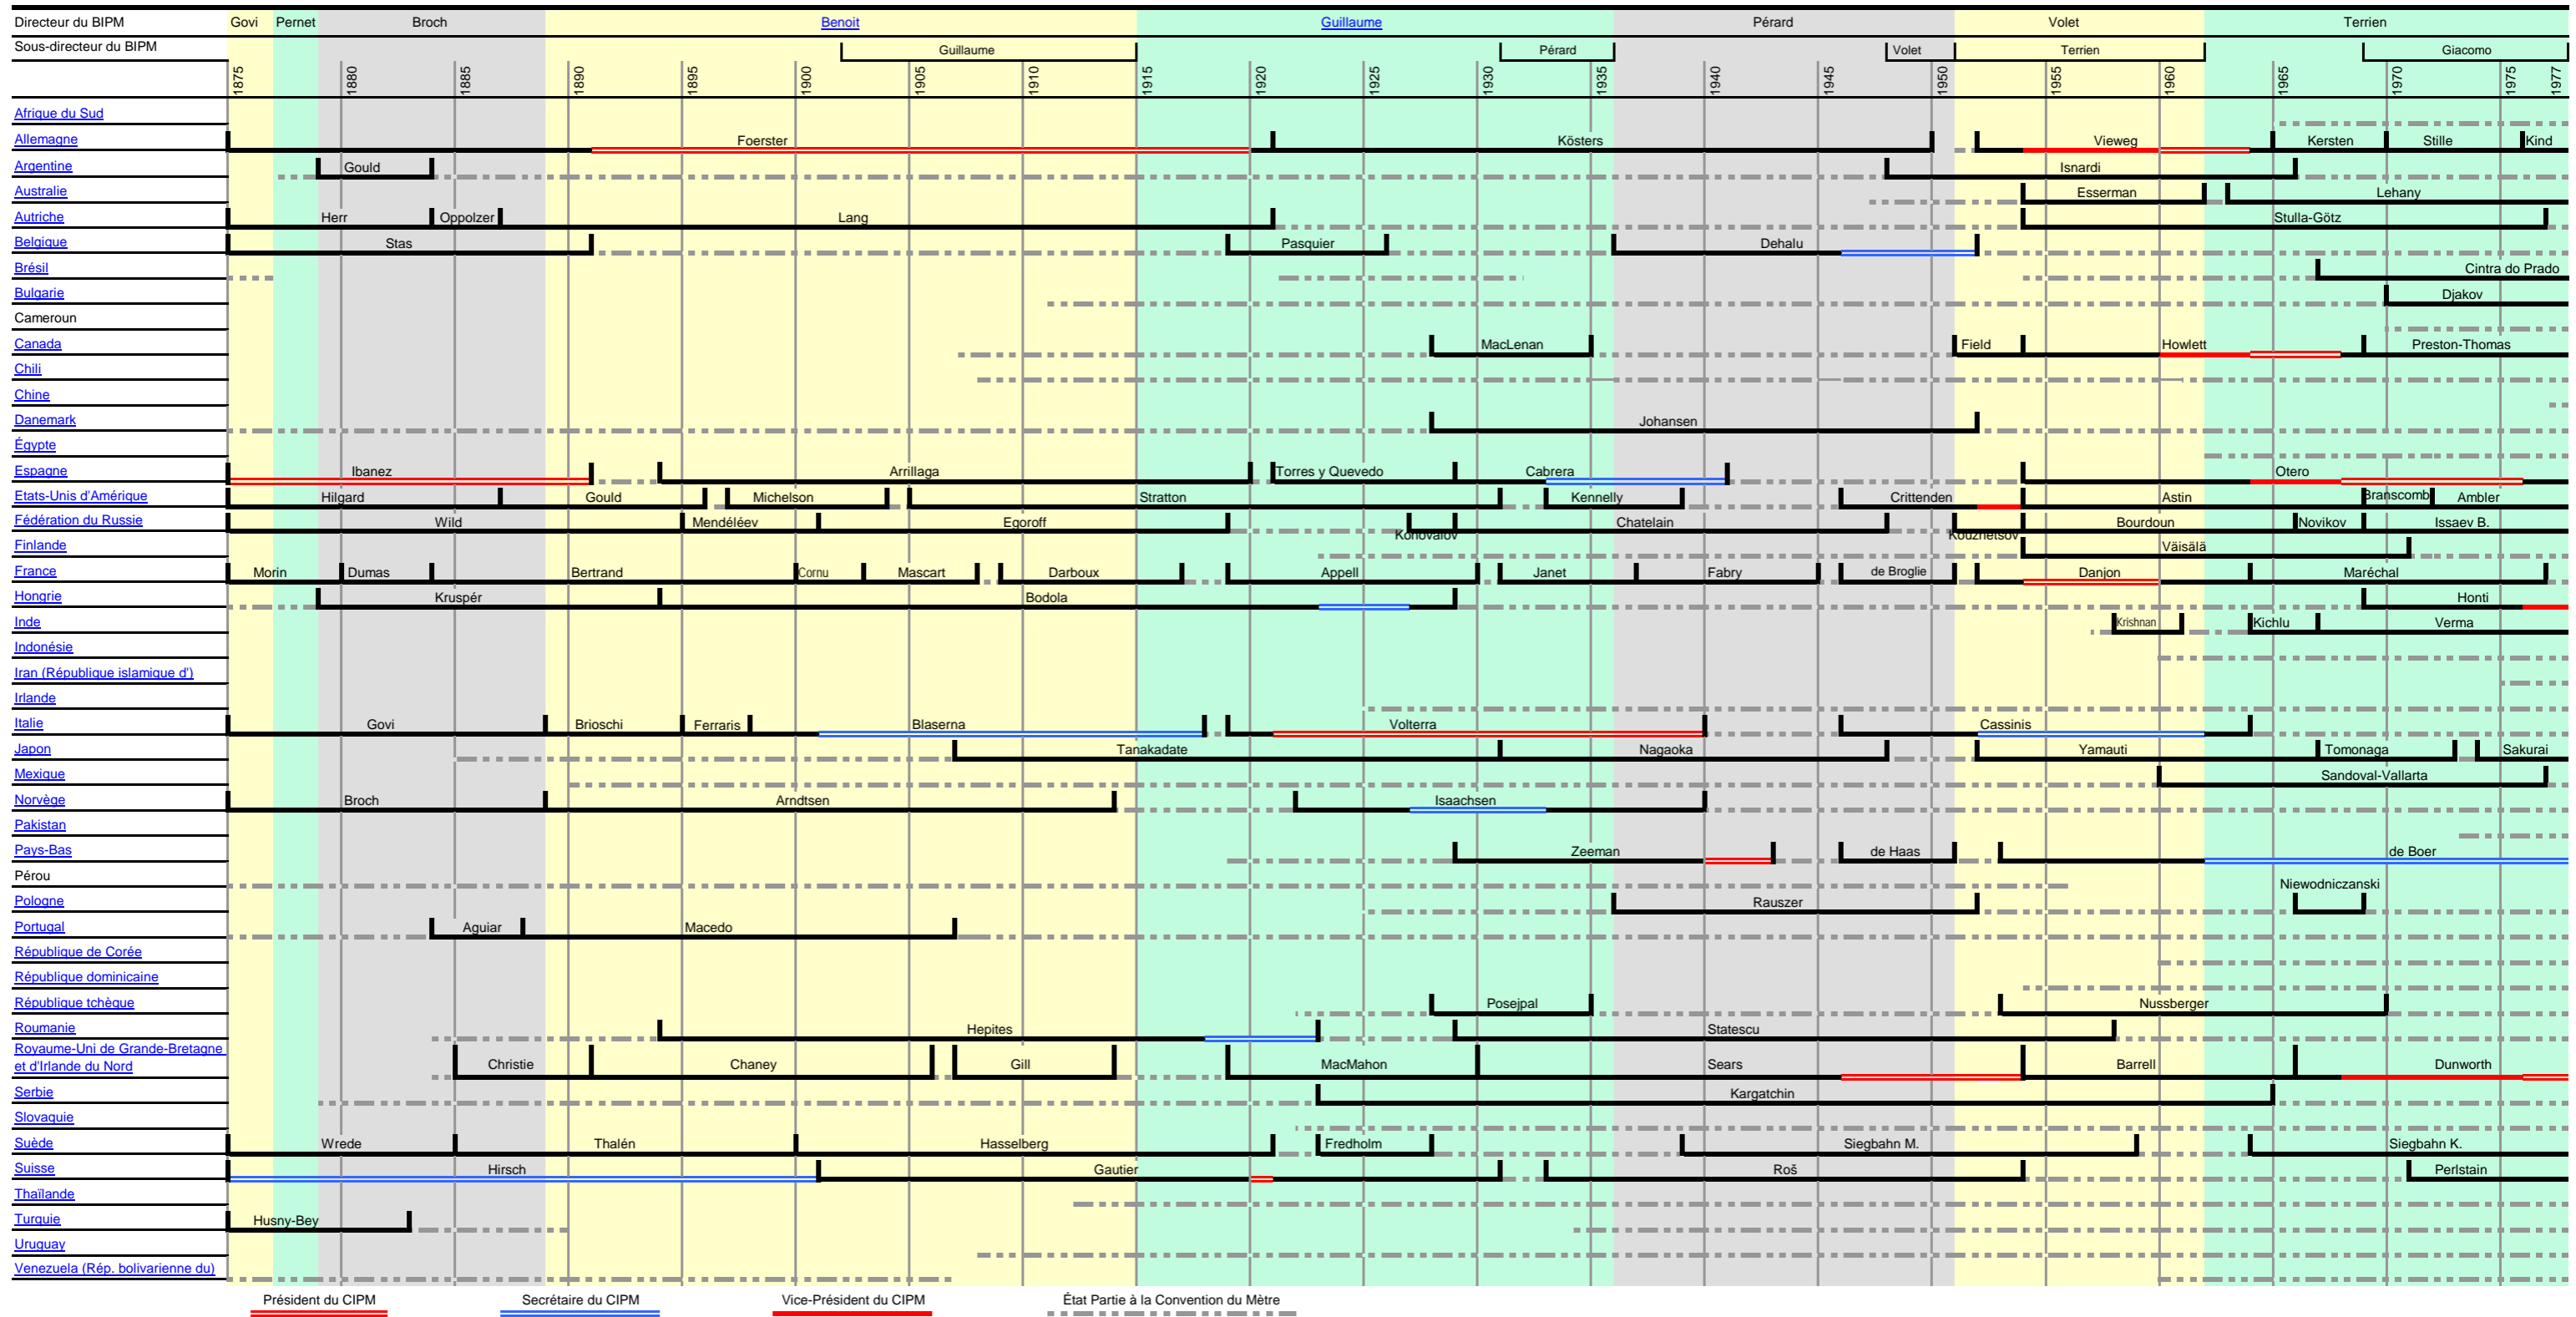 Directeur du BIPM Govi Pernet Broch Benoit Guillaume Pérard Volet Terrien
Sous-directeur du BIPM Guillaume Pérard Volet Terrien Giacomo
1875 1880 1885 1890 1895 1900 1905 1910 1915 1920 1925 1930 1935 1940 1945 1950 1955 1960 1965 1970 1975 1977
Afrique du Sud
Allemagne Foerster Kösters Vieweg Kersten Stille Kind
Argentine Gould Isnardi
Australie Esserman Lehany
Autriche Herr Oppolzer Lang Stulla-Götz
Belgique Stas Pasquier Dehalu
Brésil Cintra do Prado
Bulgarie Djakov
Cameroun
Canada MacLenan Field Howlett Preston-Thomas
Chili
Chine
Danemark Johansen
Égypte
Espagne Ibanez Arrillaga Torres y Quevedo Cabrera Otero
Etats-Unis d'Amérique Hilgard Gould Michelson Stratton Kennelly Crittenden Astin Branscomb Ambler
Fédération du Russie Wild Mendéléev Egoroff Konovalov Chatelain Kouznetsov Bourdoun Novikov Issaev B.
Finlande Väisälä
France Morin Dumas Bertrand Cornu Mascart Darboux Appell Janet Fabry de Broglie Danjon Maréchal
Hongrie Kruspér Bodola Honti
Inde Krishnan Kichlu Verma
Indonésie
Iran (République islamique d')
Irlande
Italie Govi Brioschi Ferraris Blaserna Volterra Cassinis
Japon Tanakadate Nagaoka Yamauti Tomonaga Sakurai
Mexique Sandoval-Vallarta
Norvège Broch Arndtsen Isaachsen
Pakistan
Pays-Bas Zeeman de Haas de Boer
Pérou
Pologne Rauszer Niewodniczanski
Portugal Aguiar Macedo
République de Corée
République dominicaine
République tchèque Posejpal Nussberger
Roumanie Hepites Statescu
Royaume-Uni de Grande-Bretagne
et d'Irlande du Nord Christie Chaney Gill MacMahon Sears Barrell Dunworth
Serbie Kargatchin
Slovaquie
Suède Wrede Thalén Hasselberg Fredholm Siegbahn M. Siegbahn K.
Suisse Hirsch Gautier Roš Perlstain
Thaïlande
Turquie Husny-Bey
Uruguay
Venezuela (Rép. bolivarienne du)
Président du CIPM Secrétaire du CIPM Vice-Président du CIPM État Partie à la Convention du Mètre